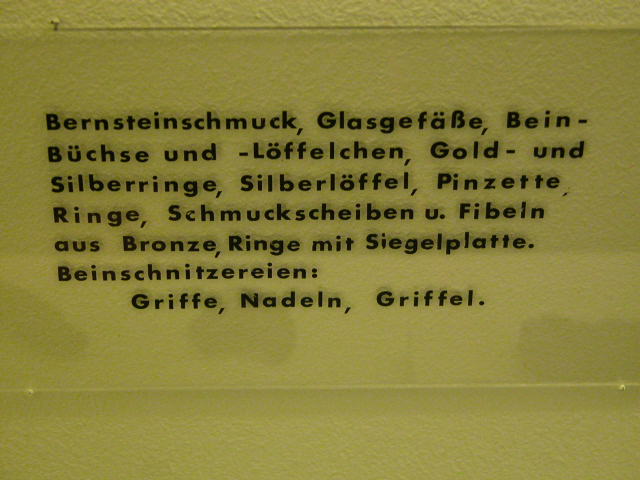 Bernsteinschmuck, Glasgefäße, Bein-
Büchse und -Löffelchen, Gold- und
Silberringe, Silberlöffel, Pinzette,
Ringe, Schmuckscheiben u. Fibeln
aus Bronze, Ringe mit Siegelplatte.
Beinschnitzereien:
Griffe, Nadeln, Griffel.